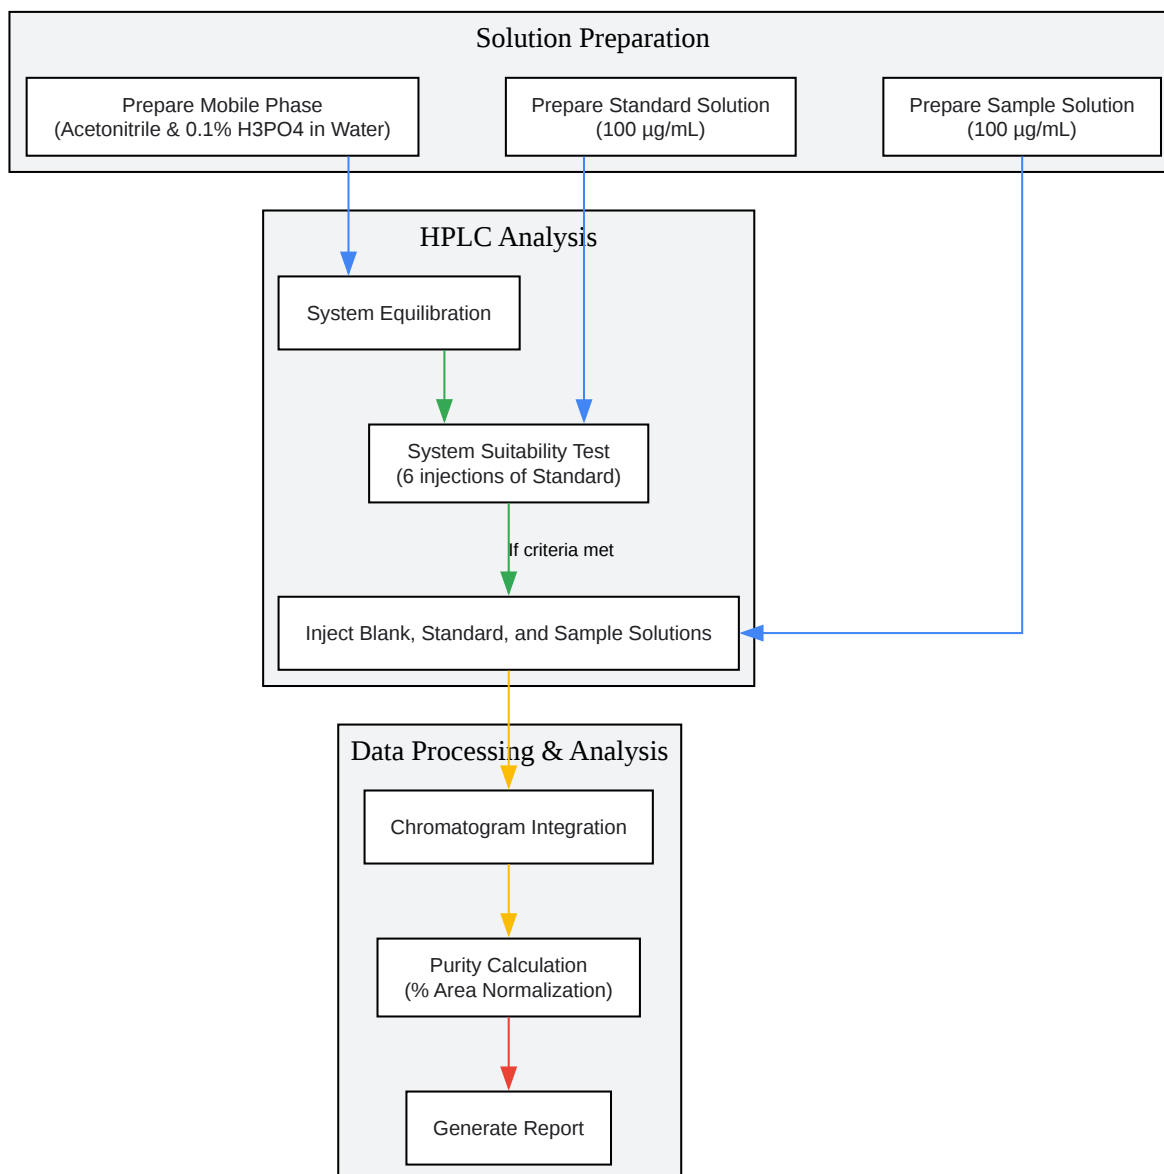 Solution Preparation
Prepare Mobile Phase
(Acetonitrile & 0.1% H3PO4 in Water)
Prepare Standard Solution
(100 µg/mL)
Prepare Sample Solution
(100 µg/mL)
HPLC Analysis
System Equilibration
System Suitability Test
(6 injections of Standard)
If criteria met
Inject Blank, Standard, and Sample Solutions
Data Processing & Analysis
Chromatogram Integration
Purity Calculation
(% Area Normalization)
Generate Report